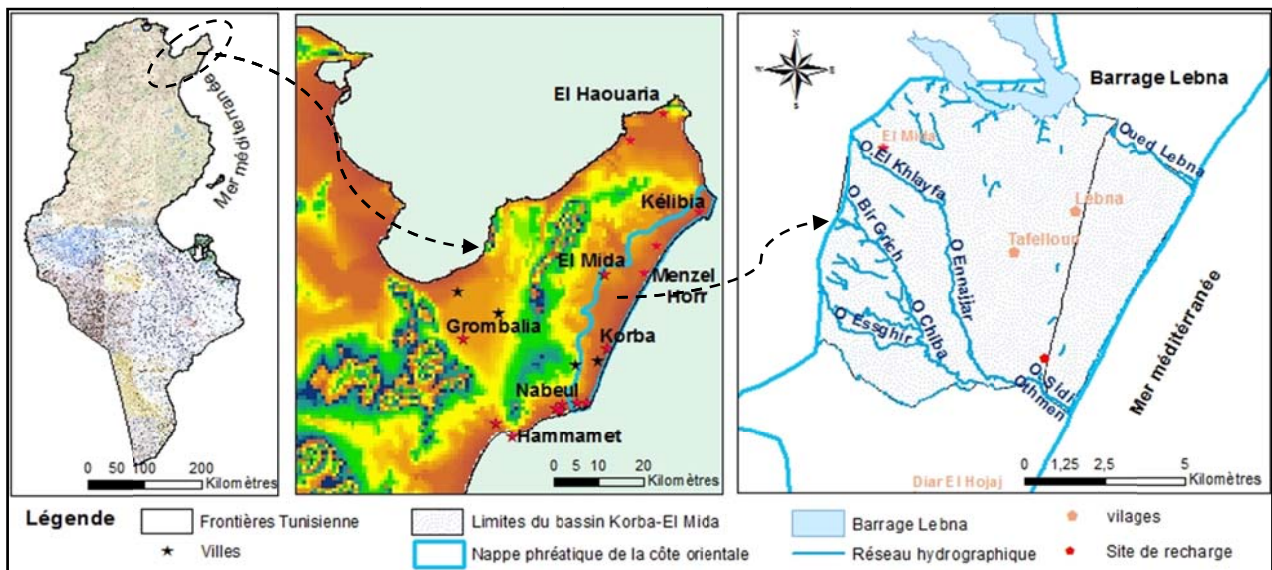 Mer méditerranée
0 50 100 200
Kilomètres
El Haouaria
Kélibia
El Mida
Menzel
Horr
Grombalia
Korba
Nabeul
Hammamet
0 5 10 20
Kilomètres
N
W E
S
Barrage Lebna
Oued Lebna
El Mida
O. El Khlayfa
O Bir Grich
Lebna
Tafelloun
O Ennajjar
O Essghir
O Chiba
O. Sidi
Othmen
Mer méditerranée
Diar El Hojaj
0 1,25 2,5 5
Kilomètres
Légende
Frontières Tunisienne
Limites du bassin Korba-El Mida
Barrage Lebna
vilages
Villes
Nappe phréatique de la côte orientale
Réseau hydrographique
Site de recharge